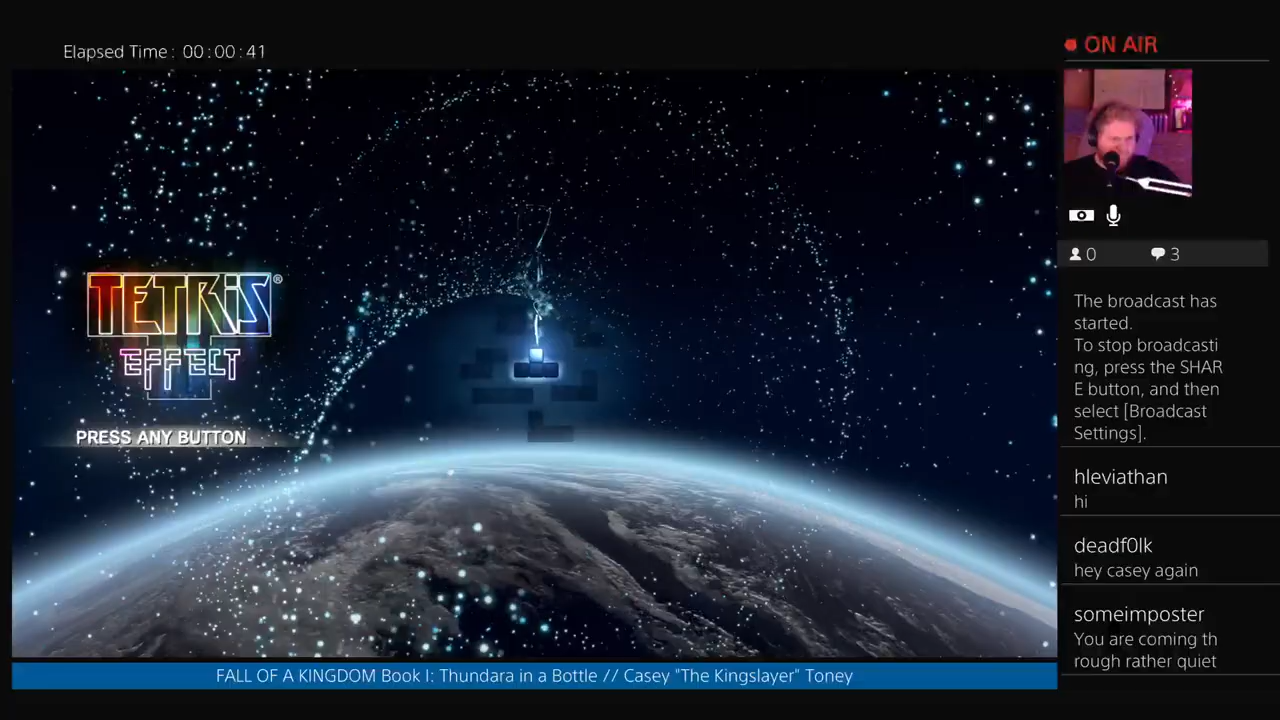 Elapsed Time: 00:00:41
ON AIR
0
3
TETRiS®
EFFECT
PRESS ANY BUTTON
The broadcast has
started.
To stop broadcasti
ng, press the SHAR
E button, and then
select [Broadcast
Settings].
hleviathan
hi
deadf0lk
hey casey again
someimposter
You are coming th
rough rather quiet
FALL OF A KINGDOM Book I: Thundara in a Bottle // Casey "The Kingslayer" Toney